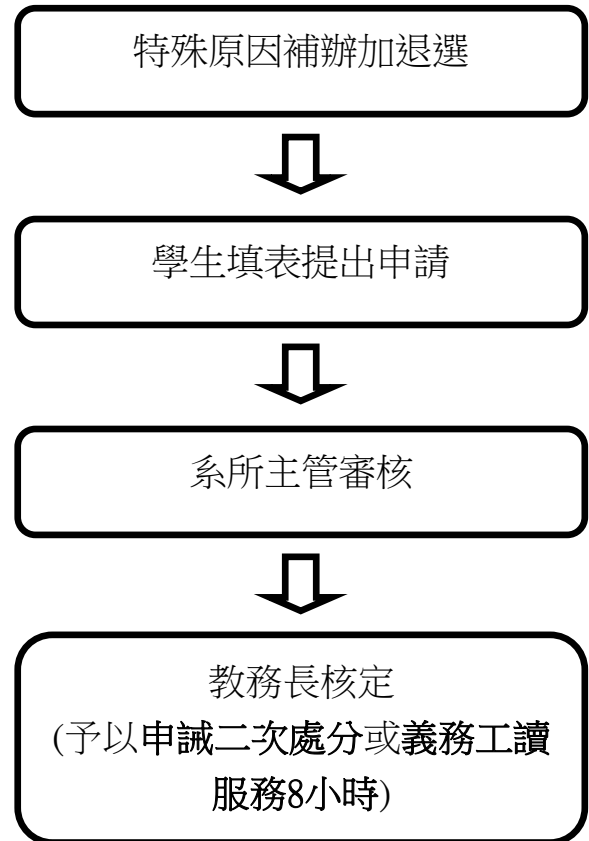 特殊原因補辦加退選
學生填表提出申請
系所主管審核
教務長核定
(予以申誡二次處分或義務工讀
服務8小時)